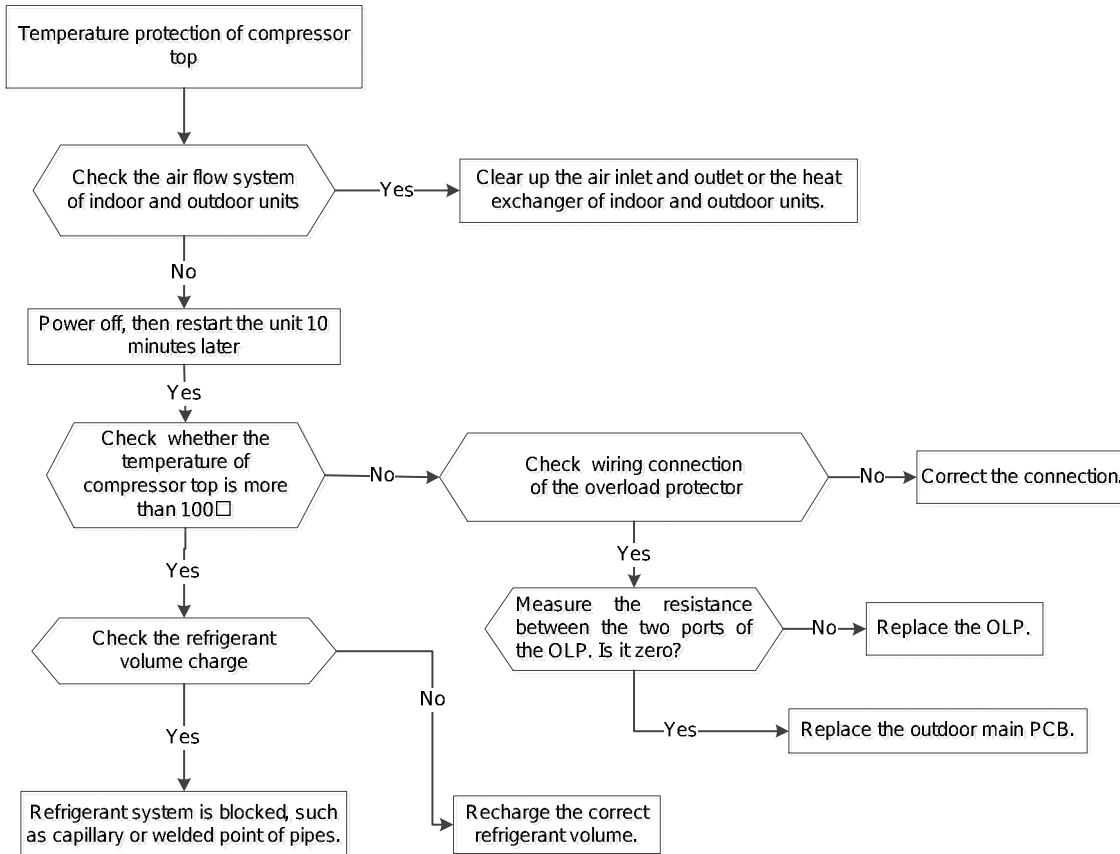 Temperature protection of compressor
top
Check the air flow system
of indoor and outdoor units
Yes
Clear up the air inlet and outlet or the heat
exchanger of indoor and outdoor units.
No
Power off, then restart the unit 10
minutes later
Yes
Check whether the
temperature of
compressor top is more
than 100□
No
Check wiring connection
of the overload protector
No
Correct the connection.
Yes
Yes
Measure the resistance
between the two ports of
the OLP. Is it zero?
No
Replace the OLP.
Check the refrigerant
volume charge
No
Yes
Replace the outdoor main PCB.
Yes
Refrigerant system is blocked, such
as capillary or welded point of pipes.
Recharge the correct
refrigerant volume.